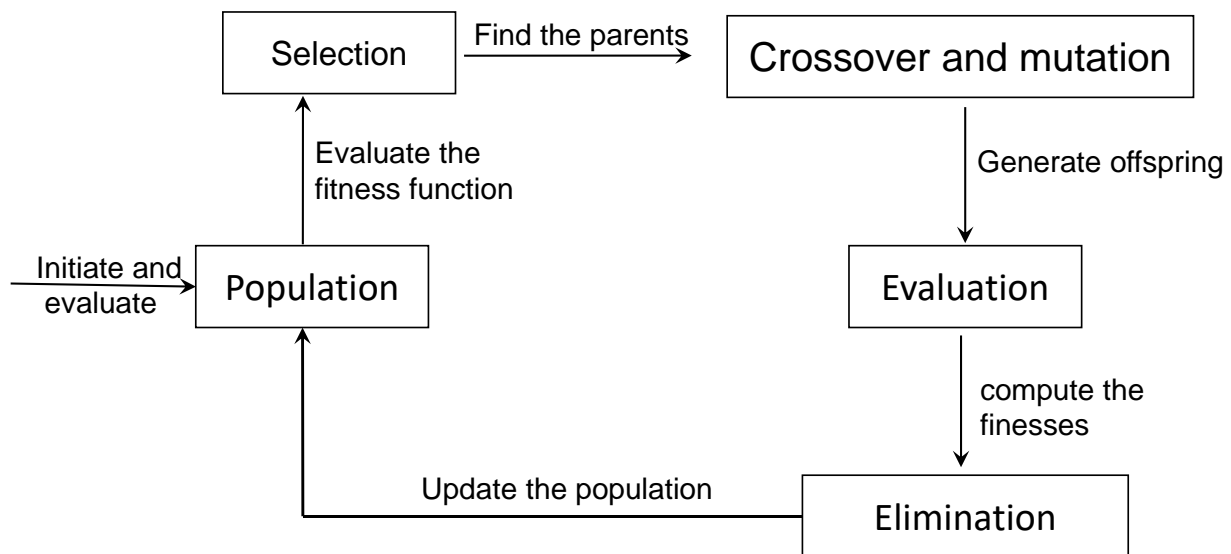 Selection
Find the parents
Crossover and mutation
Evaluate the
fitness function
Generate offspring
Initiate and
evaluate
Population
Evaluation
compute the
finesses
Update the population
Elimination